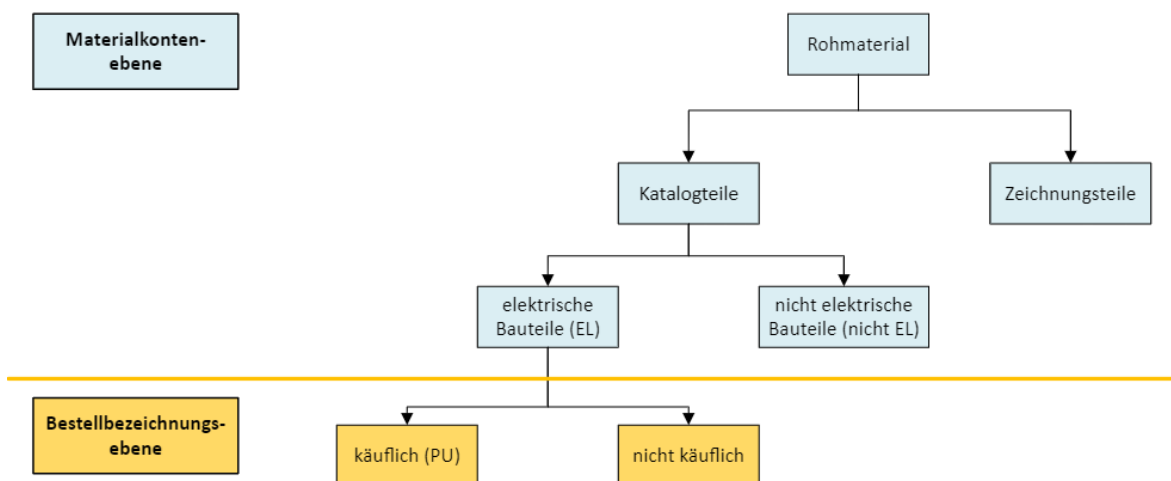 Materialkonten-
ebene
Rohmaterial
Katalogteile
Zeichnungsteile
elektrische
Bauteile (EL)
nicht elektrische
Bauteile (nicht EL)
Bestellbezeichnungs-
ebene
käuflich (PU)
nicht käuflich